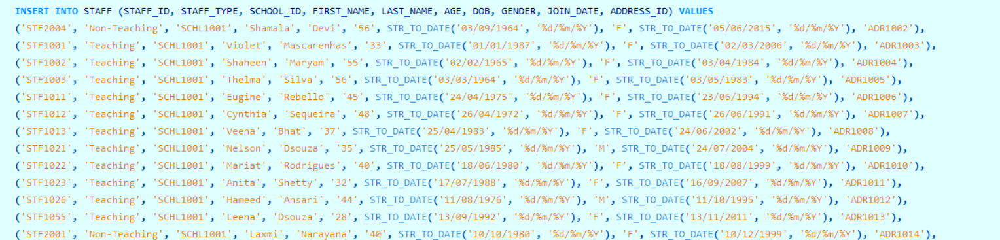 INSERT INTO STAFF (STAFF_ID, STAFF_TYPE, SCHOOL_ID, FIRST_NAME, LAST_NAME, AGE, DOB, GENDER, JOIN_DATE, ADDRESS_ID) VALUES
('STF2004', 'Non-Teaching', 'SCHL1001', 'Shamala', 'Devi', '56', STR_TO_DATE('03/09/1964', '%d/%m/%Y'), 'F', STR_TO_DATE('05/06/2015', '%d/%m/%Y'), 'ADR1002'),
('STF1001', 'Teaching', 'SCHL1001', 'Violet', 'Mascarenhas', '33', STR_TO_DATE('01/01/1987', '%d/%m/%Y'), 'F', STR_TO_DATE('02/03/2006', '%d/%m/%Y'), 'ADR1003'),
('STF1002', 'Teaching', 'SCHL1001', 'Shaheen', 'Maryam', '55', STR_TO_DATE('02/02/1965', '%d/%m/%Y'), 'F', STR_TO_DATE('03/04/1984', '%d/%m/%Y'), 'ADR1004'),
('STF1003', 'Teaching', 'SCHL1001', 'Thelma', 'Silva', '56', STR_TO_DATE('03/03/1964', '%d/%m/%Y'), 'F', STR_TO_DATE('03/05/1983', '%d/%m/%Y'), 'ADR1005'),
('STF1011', 'Teaching', 'SCHL1001', 'Eugine', 'Rebello', '45', STR_TO_DATE('24/04/1975', '%d/%m/%Y'), 'F', STR_TO_DATE('23/06/1994', '%d/%m/%Y'), 'ADR1006'),
('STF1012', 'Teaching', 'SCHL1001', 'Cynthia', 'Sequeira', '48', STR_TO_DATE('26/04/1972', '%d/%m/%Y'), 'F', STR_TO_DATE('26/06/1991', '%d/%m/%Y'), 'ADR1007'),
('STF1013', 'Teaching', 'SCHL1001', 'Veena', 'Bhat', '37', STR_TO_DATE('25/04/1983', '%d/%m/%Y'), 'F', STR_TO_DATE('24/06/2002', '%d/%m/%Y'), 'ADR1008'),
('STF1021', 'Teaching', 'SCHL1001', 'Nelson', 'Dsouza', '35', STR_TO_DATE('25/05/1985', '%d/%m/%Y'), 'M', STR_TO_DATE('24/07/2004', '%d/%m/%Y'), 'ADR1009'),
('STF1022', 'Teaching', 'SCHL1001', 'Mariat', 'Rodrigues', '40', STR_TO_DATE('18/06/1980', '%d/%m/%Y'), 'F', STR_TO_DATE('18/08/1999', '%d/%m/%Y'), 'ADR1010'),
('STF1023', 'Teaching', 'SCHL1001', 'Anita', 'Shetty', '32', STR_TO_DATE('17/07/1988', '%d/%m/%Y'), 'F', STR_TO_DATE('16/09/2007', '%d/%m/%Y'), 'ADR1011'),
('STF1026', 'Teaching', 'SCHL1001', 'Hameed', 'Ansari', '44', STR_TO_DATE('11/08/1976', '%d/%m/%Y'), 'M', STR_TO_DATE('11/10/1995', '%d/%m/%Y'), 'ADR1012'),
('STF1055', 'Teaching', 'SCHL1001', 'Leena', 'Dsouza', '28', STR_TO_DATE('13/09/1992', '%d/%m/%Y'), 'F', STR_TO_DATE('13/11/2011', '%d/%m/%Y'), 'ADR1013'),
('STF2001', 'Non-Teaching', 'SCHL1001', 'Laxmi', 'Narayana', '40', STR_TO_DATE('10/10/1980', '%d/%m/%Y'), 'F', STR_TO_DATE('10/12/1999', '%d/%m/%Y'), 'ADR1014'),